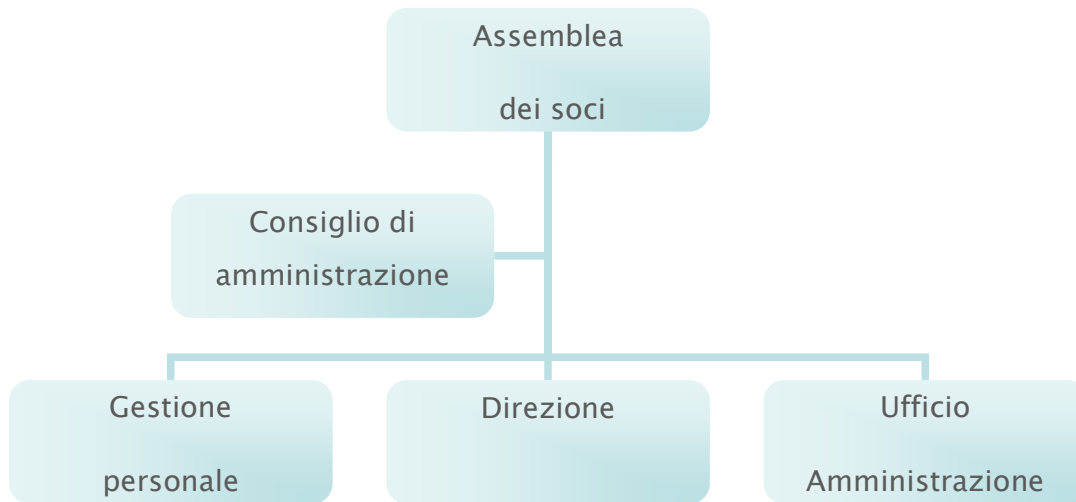 Assemblea
dei soci
Consiglio di
amministrazione
Gestione
personale
Direzione
Ufficio
Amministrazione